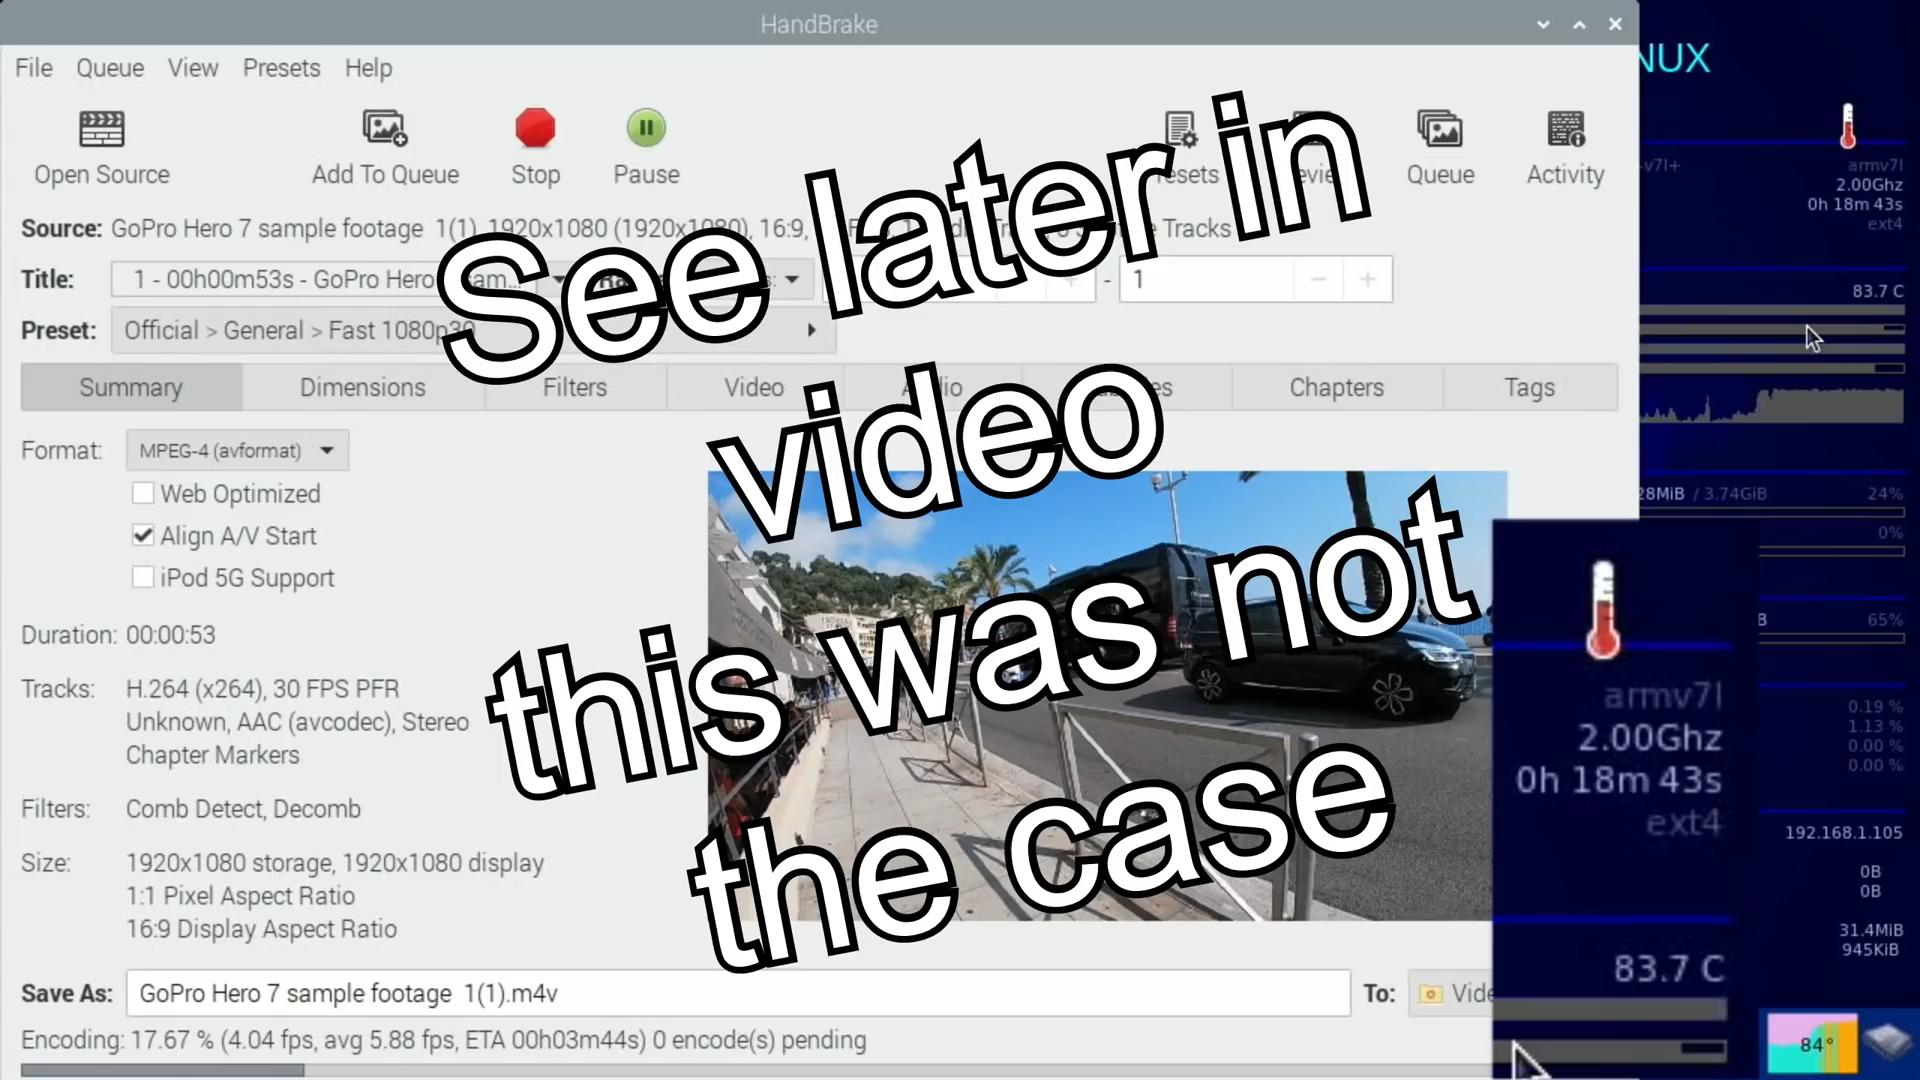 HandBrake
File Queue View Presets Help
NUX
Open Source Add To Queue Stop Pause Queue Activity
armv7l
2.00Ghz
0h 18m 43s
ext4
-v7l+
Source: GoPro Hero 7 sample footage 1(1), 1920x1080 (1920x1080), 16:9, Tracks
Title: 1 - 00h00m53s - GoPro Hero - 1
83.7 C
Preset: Official > General > Fast 1080p30
Summary Dimensions Filters Video Chapters Tags
See later in
video
this was not
the case
Format: MPEG-4 (avformat)
Web Optimized
Align A/V Start
iPod 5G Support
Duration: 00:00:53
Tracks: H.264 (x264), 30 FPS PFR
Unknown, AAC (avcodec), Stereo
Chapter Markers
Filters: Comb Detect, Decomb
Size: 1920x1080 storage, 1920x1080 display
1:1 Pixel Aspect Ratio
16:9 Display Aspect Ratio
Save As: GoPro Hero 7 sample footage 1(1).m4v To: Vide
Encoding: 17.67 % (4.04 fps, avg 5.88 fps, ETA 00h03m44s) 0 encode(s) pending
28MiB / 3.74GiB 24%
0%
B 65%
0.19 %
1.13 %
0.00 %
0.00 %
192.168.1.105
0B
0B
31.4MiB
945KiB
armv7l
2.00Ghz
0h 18m 43s
ext4
83.7 C
84°